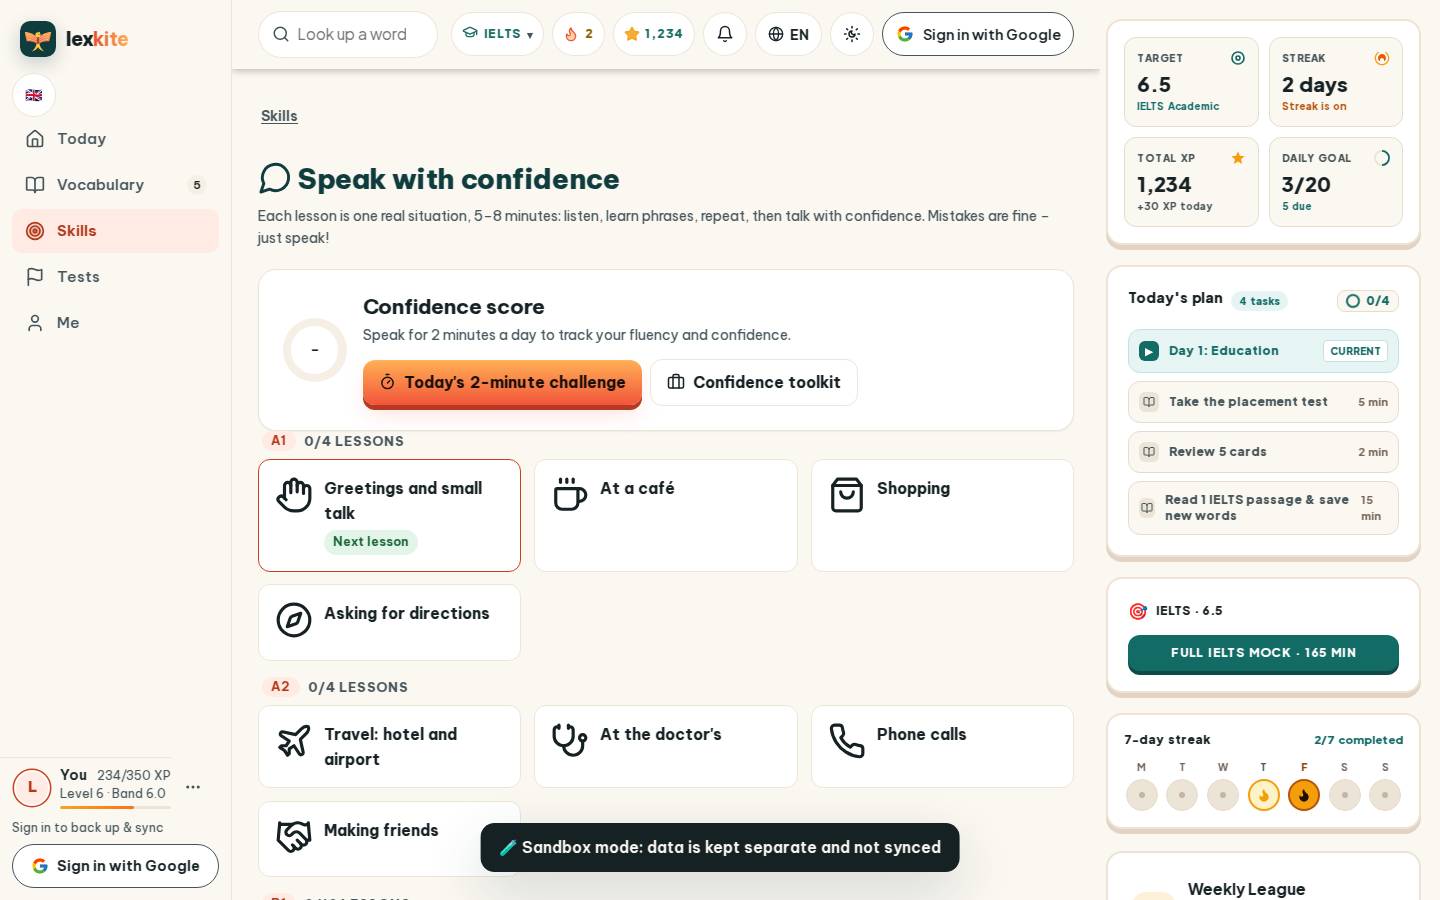 lexkite
Today
Vocabulary 5
Skills
Tests
Me
L
You 234/350 XP
Level 6 · Band 6.0
Sign in to back up & sync
Sign in with Google
Look up a word
IELTS
2
1,234
EN
Sign in with Google
Skills
Speak with confidence
Each lesson is one real situation, 5–8 minutes: listen, learn phrases, repeat, then talk with confidence. Mistakes are fine –
just speak!
–
Confidence score
Speak for 2 minutes a day to track your fluency and confidence.
Today's 2-minute challenge
Confidence toolkit
A1 0/4 LESSONS
Greetings and small
talk
Next lesson
At a café
Shopping
Asking for directions
A2 0/4 LESSONS
Travel: hotel and
airport
At the doctor's
Phone calls
Making friends
Sandbox mode: data is kept separate and not synced
TARGET
6.5
IELTS Academic
STREAK
2 days
Streak is on
TOTAL XP
1,234
+30 XP today
DAILY GOAL
3/20
5 due
Today's plan 4 tasks 0/4
Day 1: Education CURRENT
Take the placement test 5 min
Review 5 cards 2 min
Read 1 IELTS passage & save
new words
15
min
IELTS · 6.5
FULL IELTS MOCK · 165 MIN
7-day streak 2/7 completed
M T W T F S S
Weekly League